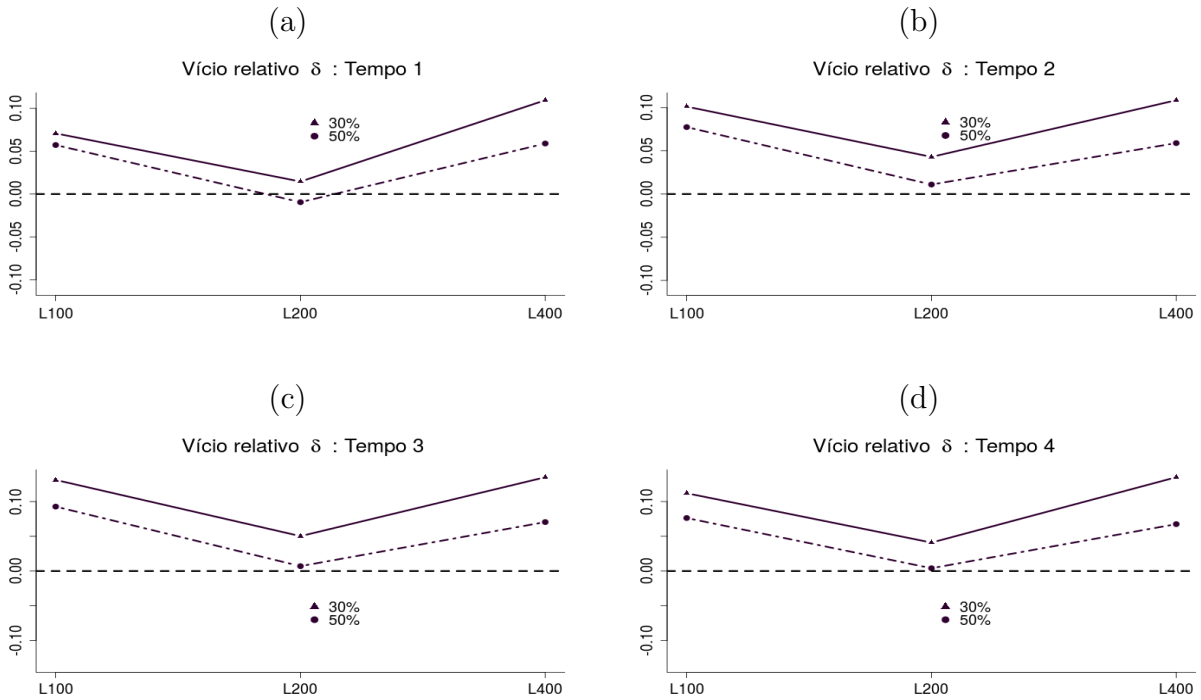 (a)
Vício relativo δ : Tempo 1
0.10
0.05
0.00
-0.05
-0.10
30%
50%
L100
L200
L400
(b)
Vício relativo δ : Tempo 2
0.10
0.05
0.00
-0.05
-0.10
30%
50%
L100
L200
L400
(c)
Vício relativo δ : Tempo 3
0.10
0.00
-0.10
30%
50%
L100
L200
L400
(d)
Vício relativo δ : Tempo 4
0.10
0.00
-0.10
30%
50%
L100
L200
L400